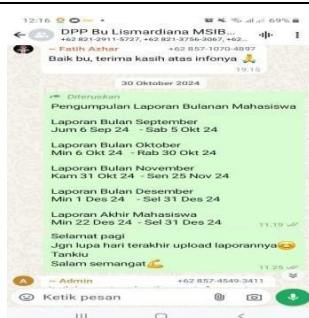 12:16 69%
DPP Bu Lismardiana MSIB...
+62 821-2911-5727, +62 821-3756-3067, +62...
~ Fatih Azhar +62 857-1070-4897
Baik bu, terima kasih atas infonya 🙏
19.15
30 Oktober 2024
Diteruskan
Pengumpulan Laporan Bulanan Mahasiswa
Laporan Bulan September
Jum 6 Sep 24 - Sab 5 Okt 24
Laporan Bulan Oktober
Min 6 Okt 24 - Rab 30 Okt 24
Laporan Bulan November
Kam 31 Okt 24 - Sen 25 Nov 24
Laporan Bulan Desember
Min 1 Des 24 - Sel 31 Des 24
Laporan Akhir Mahasiswa
Min 22 Des 24 - Sel 31 Des 24
11.19
Selamat pagi
Jgn lupa hari terakhir upload laporannya😊
Tankiu
Salam semangat💪
11.25
~ Admin +62 857-4549-3411
Ketik pesan